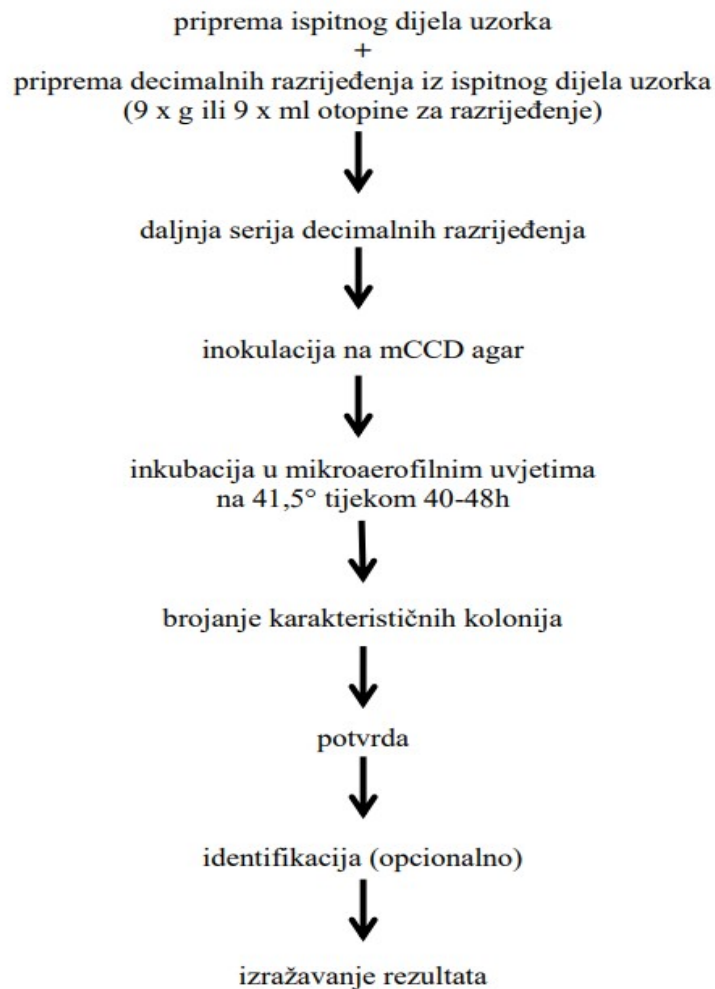 priprema ispitnog dijela uzorka
+
priprema decimalnih razrijeđenja iz ispitnog dijela uzorka
(9 x g ili 9 x ml otopine za razrijeđenje)
daljnja serija decimalnih razrijeđenja
inokulacija na mCCD agar
inkubacija u mikroaerofilnim uvjetima
na 41,5° tijekom 40-48h
brojanje karakterističnih kolonija
potvrda
identifikacija (opcionalno)
izražavanje rezultata